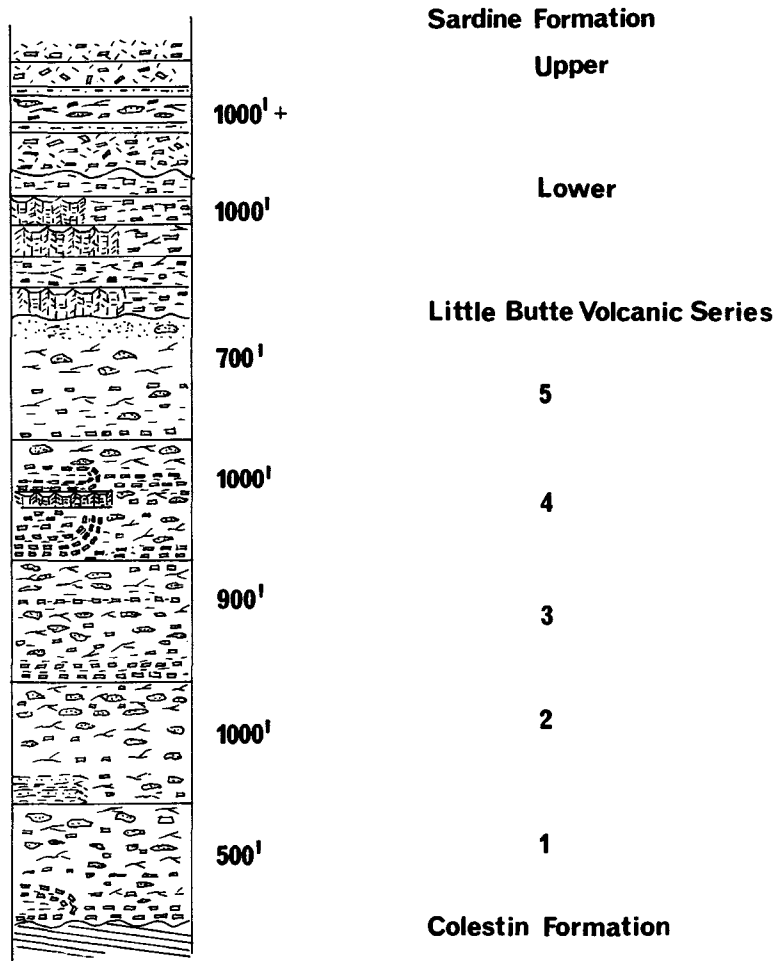 Sardine Formation
Upper
1000' +
Lower
1000'
Little Butte Volcanic Series
700'
5
1000'
4
900'
3
1000'
2
500'
1
Colestin Formation